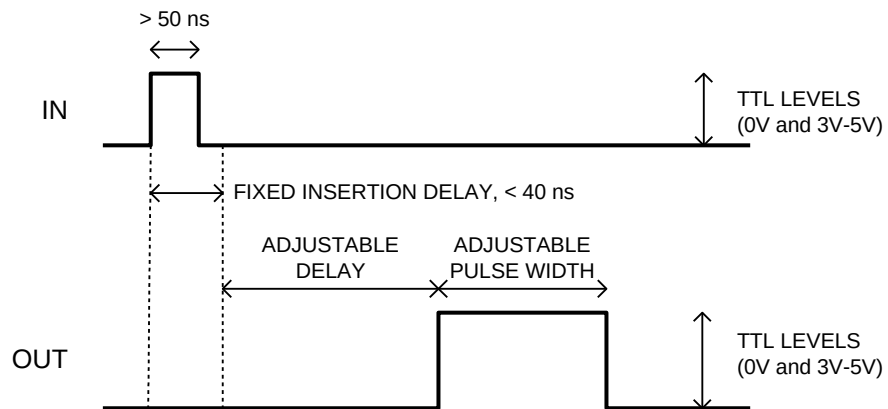 > 50 ns
IN
TTL LEVELS
(0V and 3V-5V)
FIXED INSERTION DELAY, < 40 ns
ADJUSTABLE
DELAY
ADJUSTABLE
PULSE WIDTH
OUT
TTL LEVELS
(0V and 3V-5V)